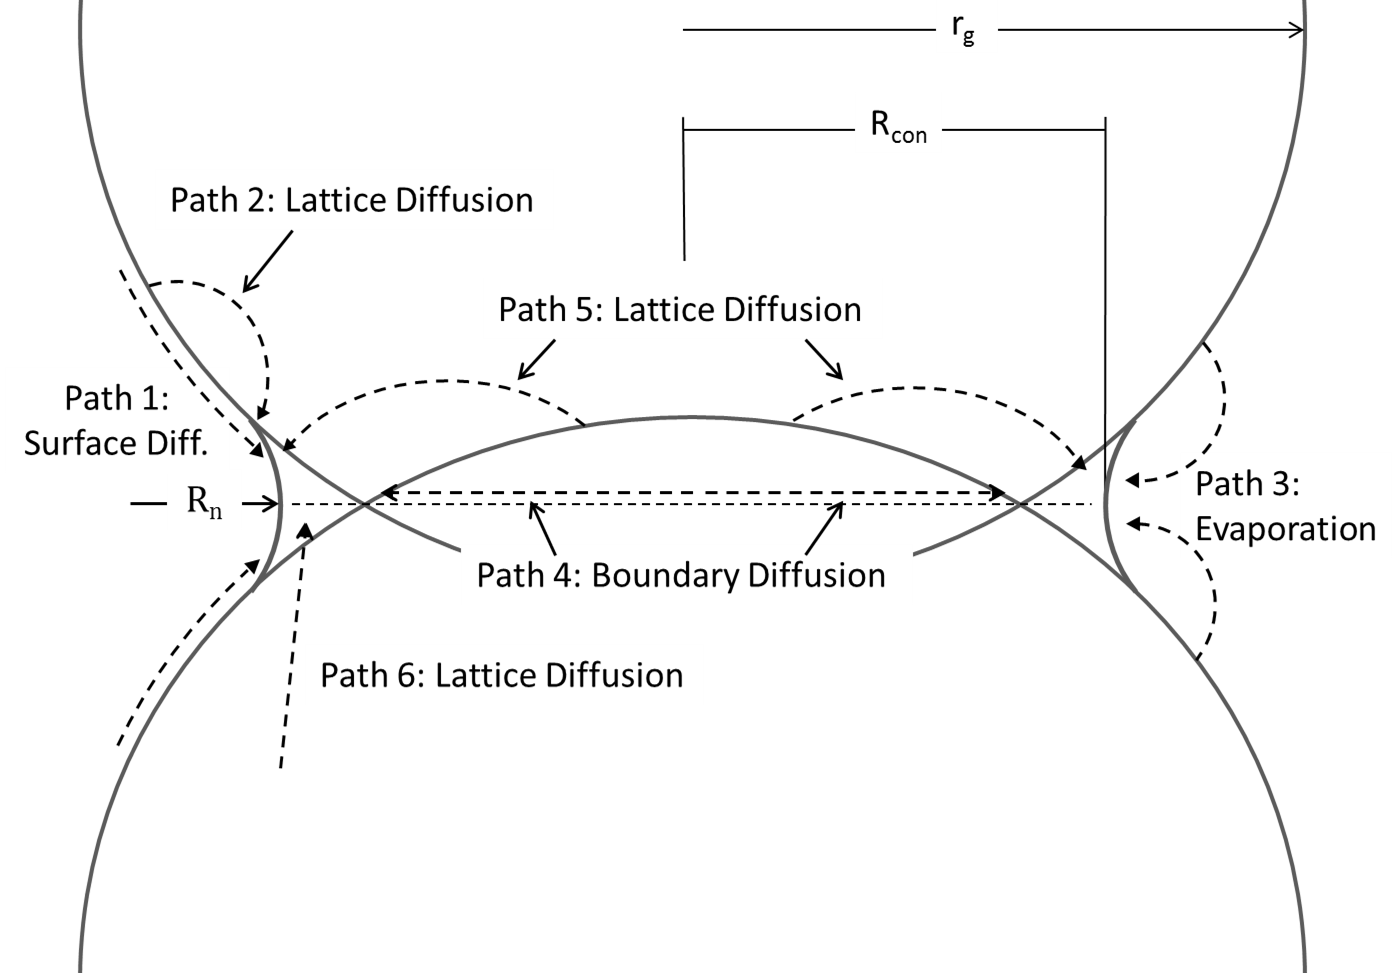 r_g
R_con
Path 2: Lattice Diffusion
Path 5: Lattice Diffusion
Path 1:
Surface Diff.
R_n
Path 3:
Evaporation
Path 4: Boundary Diffusion
Path 6: Lattice Diffusion